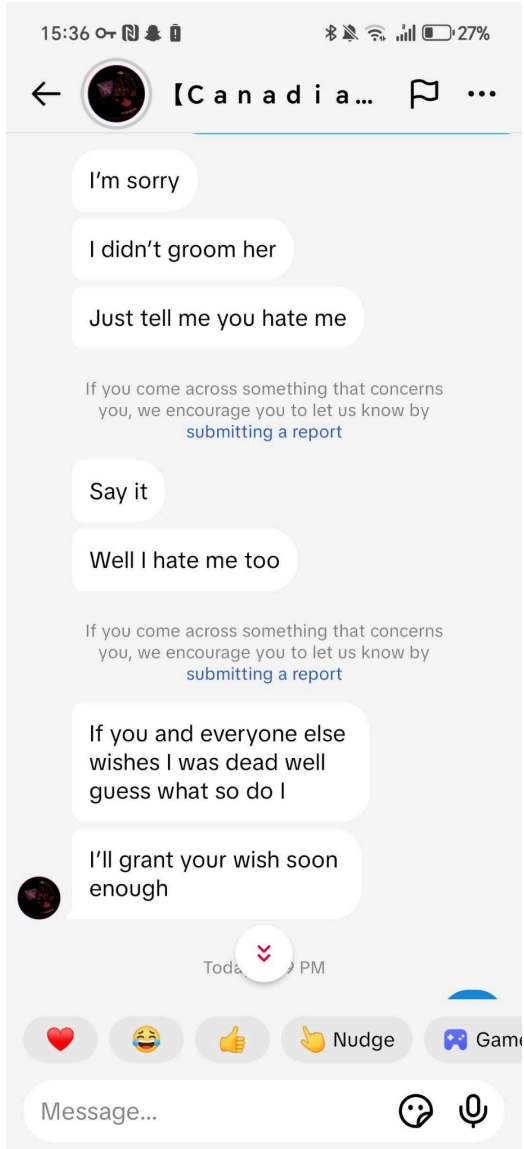 15:36
27%
【C a n a d i a...
I'm sorry
I didn't groom her
Just tell me you hate me
If you come across something that concerns
you, we encourage you to let us know by
submitting a report
Say it
Well I hate me too
If you come across something that concerns
you, we encourage you to let us know by
submitting a report
If you and everyone else
wishes I was dead well
guess what so do I
I'll grant your wish soon
enough
PM
Nudge
Message...